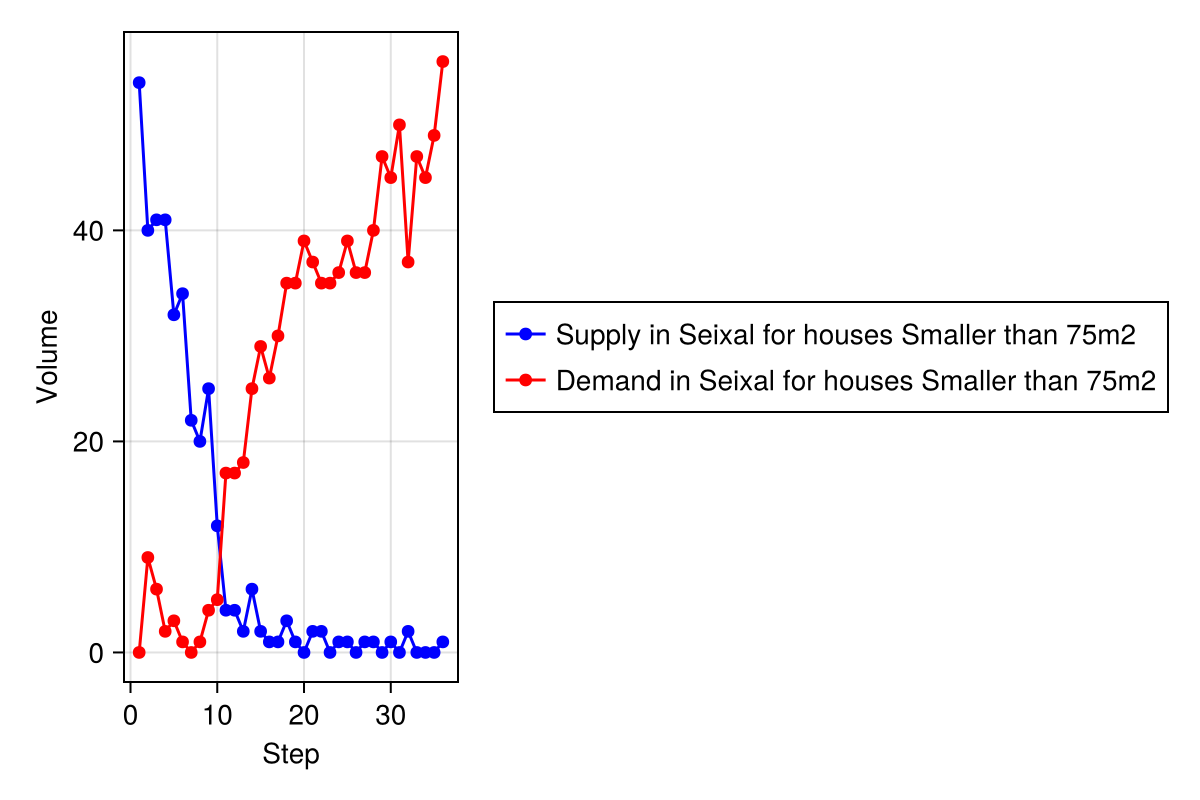 Volume
40
20
0
0 10 20 30
Step
Supply in Seixal for houses Smaller than 75m2
Demand in Seixal for houses Smaller than 75m2